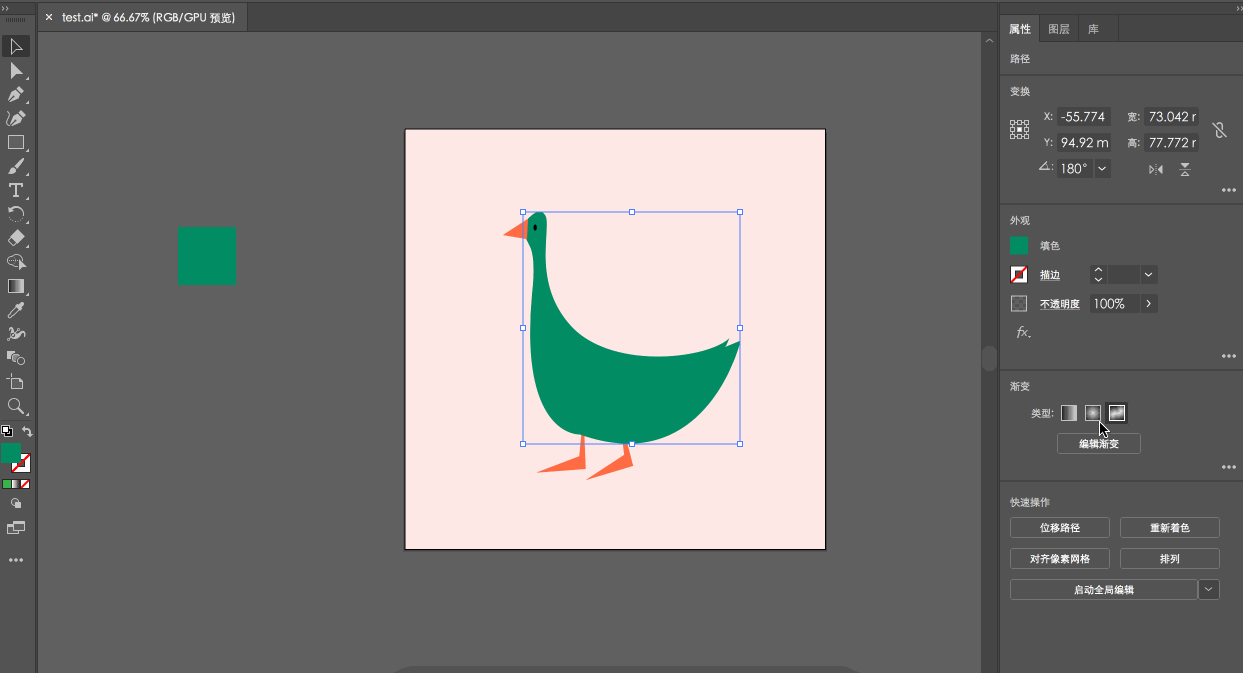 test.ai* @ 66.67% (RGB/GPU 预览)
属性 图层 库
路径
变换
X: -55.774 宽: 73.042 r
Y: 94.92 m 高: 77.772 r
180°
外观
填色
描边
不透明度 100%
fx.
渐变
类型:
编辑渐变
快速操作
位移路径 重新着色
对齐像素网格 排列
启动全局编辑